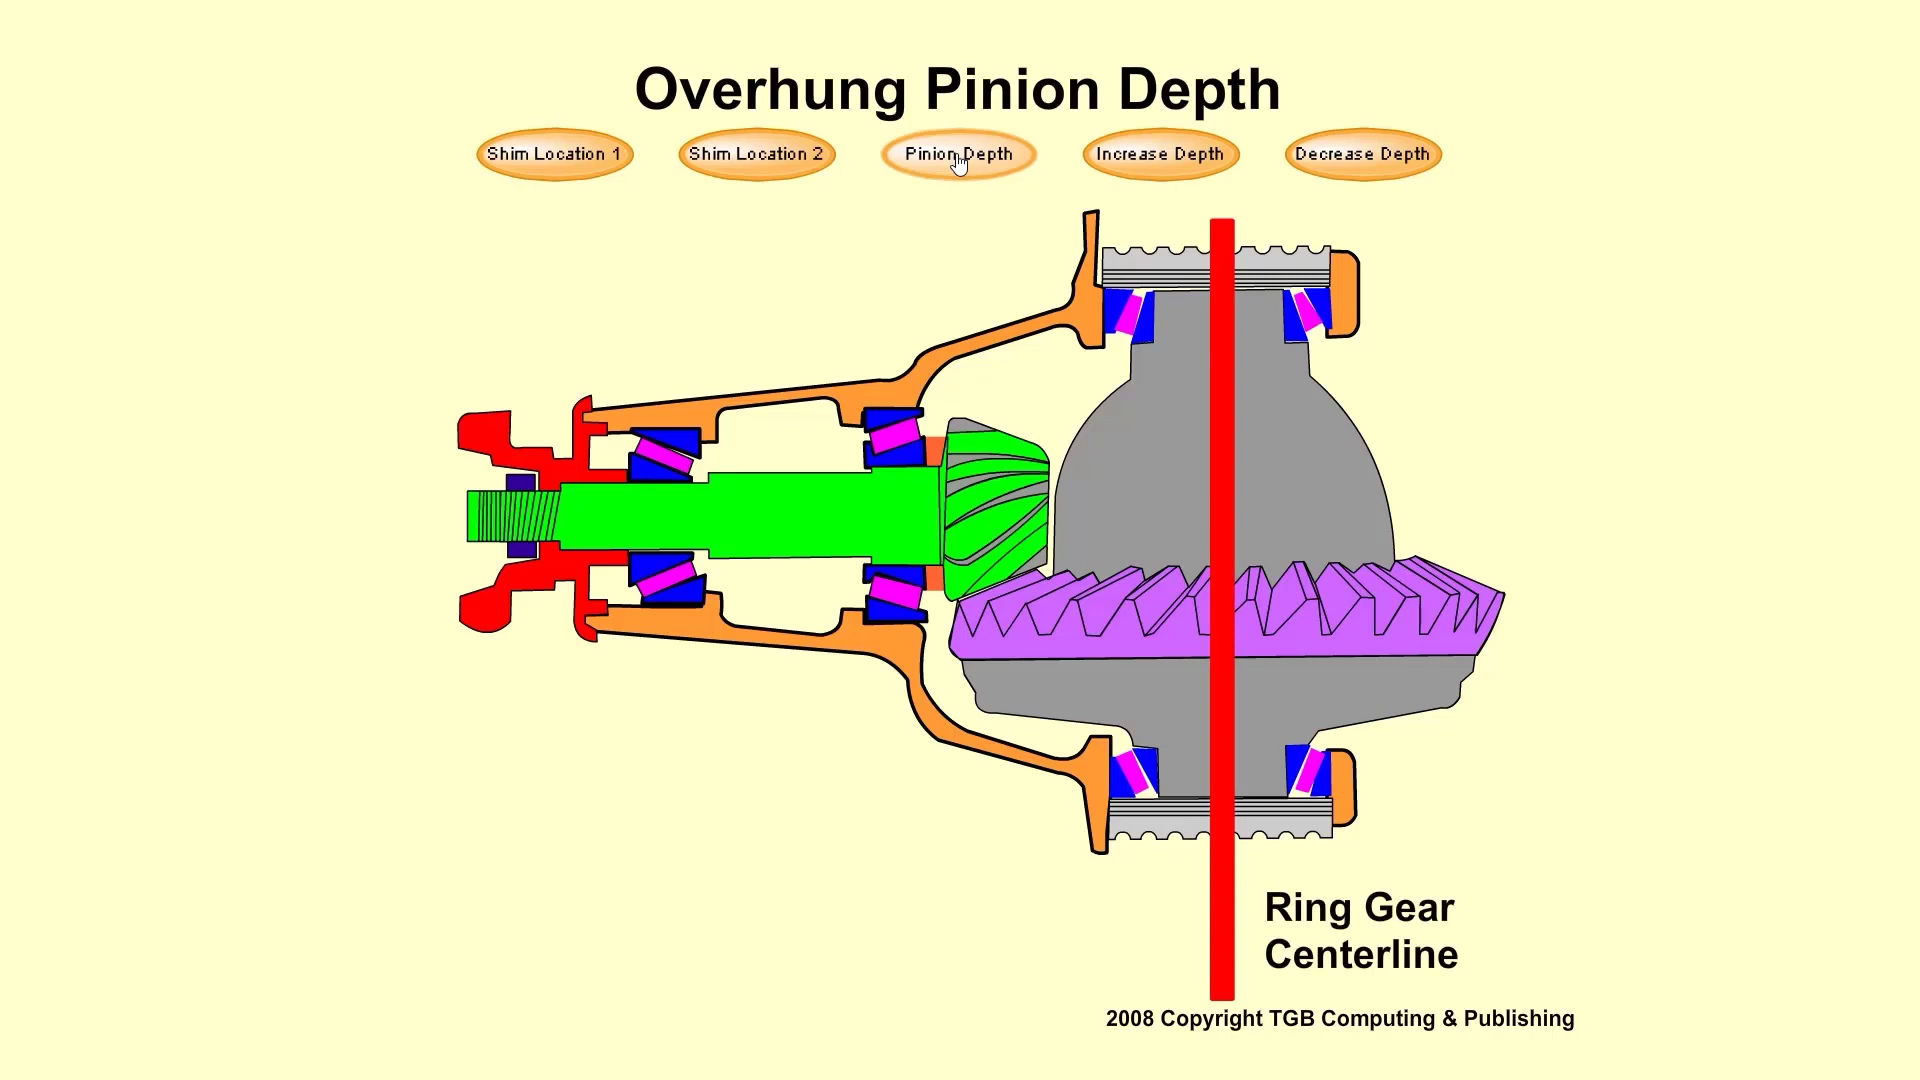 Overhung Pinion Depth
Shim Location 1
Shim Location 2
Pinion Depth
Increase Depth
Decrease Depth
Ring Gear
Centerline
2008 Copyright TGB Computing & Publishing